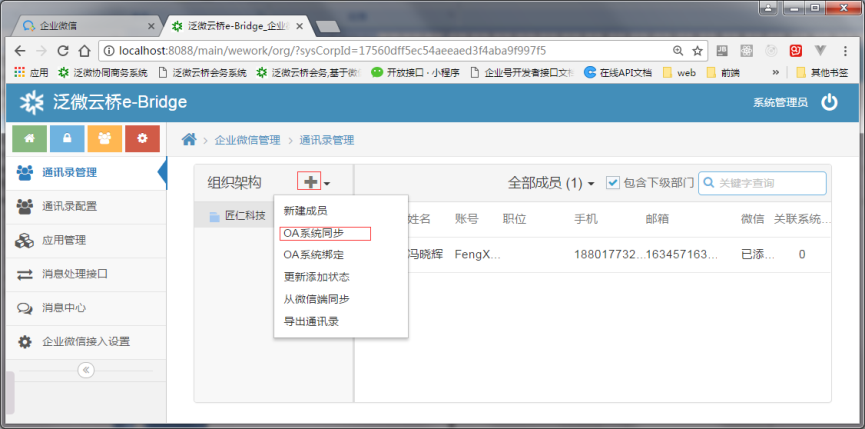 企业微信
泛微云桥e-Bridge_企业
localhost:8088/main/wework/org/?sysCorpId=17560dff5ec54aeeaed3f4aba9f997f5
应用 泛微协同商务系统 泛微云桥会务系统 泛微云桥会务,基于微 开放接口 · 小程序 企业号开发者接口文 在线API文档 web 前端 » 其他书签
泛微云桥e-Bridge 系统管理员
企业微信管理 通讯录管理
通讯录管理
通讯录配置
应用管理
消息处理接口
消息中心
企业微信接入设置
组织架构
匠仁科技
新建成员
OA系统同步
OA系统绑定
更新添加状态
从微信端同步
导出通讯录
全部成员 (1) 包含下级部门 关键字查询
姓名 账号 职位 手机 邮箱 微信 关联系统...
冯晓辉 FengX... 188017732... 163457163... 已添... 0